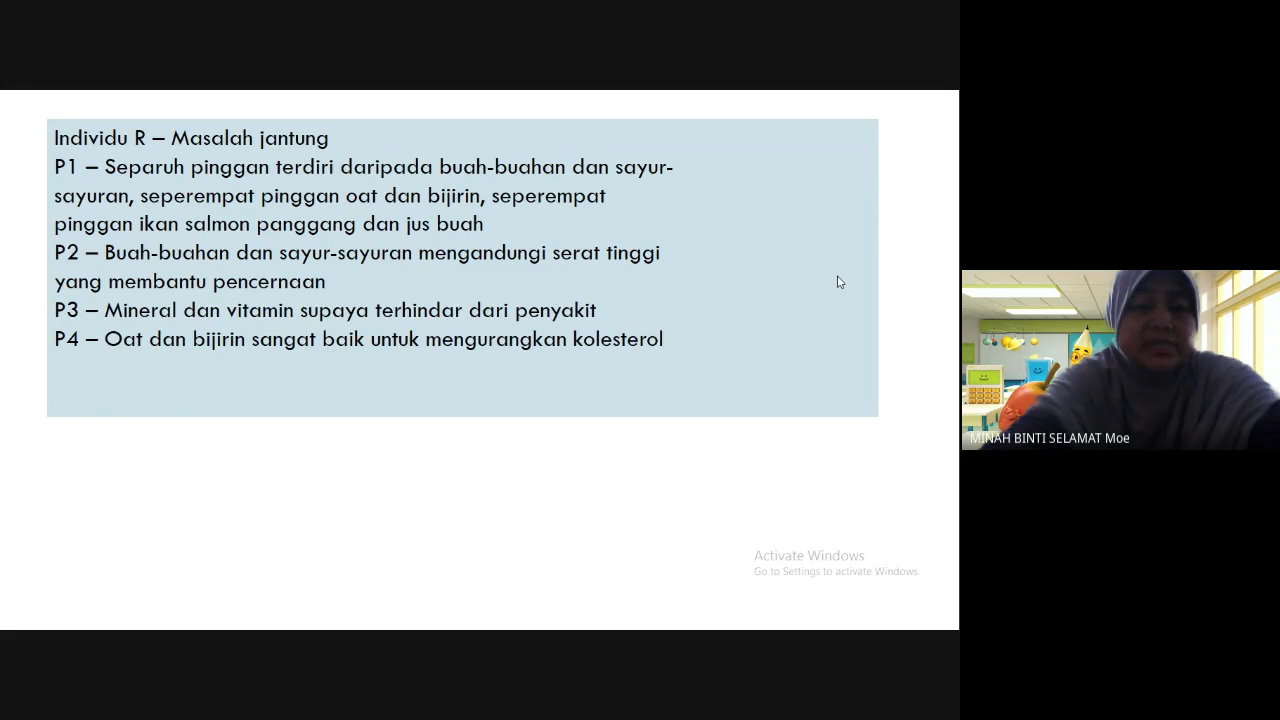 Individu R – Masalah jantung
P1 – Separuh pinggan terdiri daripada buah-buahan dan sayur-
sayuran, seperempat pinggan oat dan bijirin, seperempat
pinggan ikan salmon panggang dan jus buah
P2 – Buah-buahan dan sayur-sayuran mengandungi serat tinggi
yang membantu pencernaan
P3 – Mineral dan vitamin supaya terhindar dari penyakit
P4 – Oat dan bijirin sangat baik untuk mengurangkan kolesterol
MINAH BINTI SELAMAT Moe
Activate Windows
Go to Settings to activate Windows.